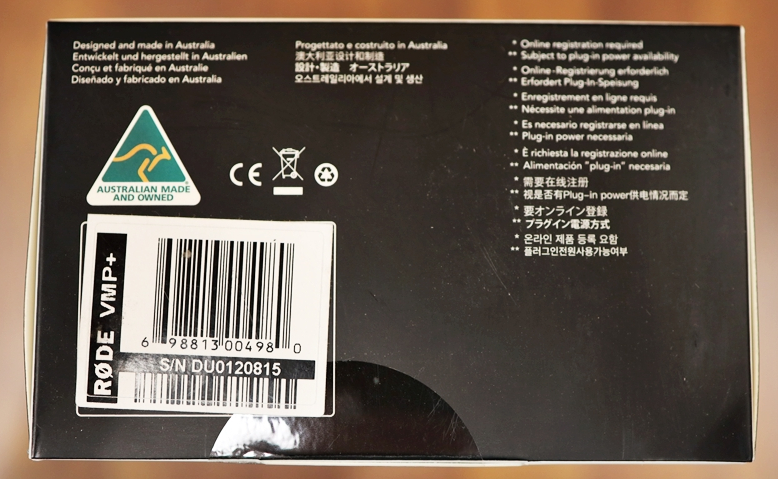 Designed and made in Australia
Entwickelt und hergestellt in Australien
Conçu et fabriqué en Australie
Diseñado y fabricado en Australia
Progettato e costruito in Australia
澳大利亚设计和制造
設計・製造 オーストラリア
오스트레일리아에서 설계 및 생산
* Online registration required
** Subject to plug-in power availability
* Online-Registrierung erforderlich
** Erfordert Plug-In-Speisung
* Enregistrement en ligne requis
** Nécessite une alimentation plug-in
* Es necesario registrarse en línea
** Plug-in power necessaria
* È richiesta la registrazione online
** Alimentación "plug-in" necesaria
* 需要在线注册
** 视是否有Plug-in power供电情况而定
* 要オンライン登録
** プラグイン電源方式
* 온라인 제품 등록 요함
** 플러그인전원사용가능여부
AUSTRALIAN MADE
AND OWNED
CE
RØDE VMP+
6 98813 00498 0
S/N DU0120815